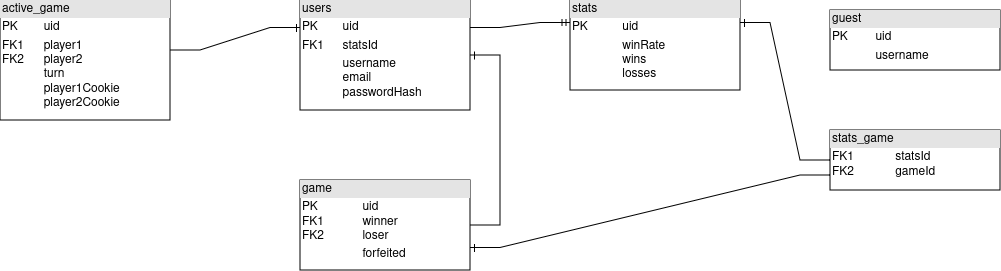 active_game
PK uid
FK1 player1
FK2 player2
turn
player1Cookie
player2Cookie
users
PK uid
FK1 statsId
username
email
passwordHash
stats
PK uid
winRate
wins
losses
guest
PK uid
username
stats_game
FK1 statsId
FK2 gameId
game
PK uid
FK1 winner
FK2 loser
forfeited